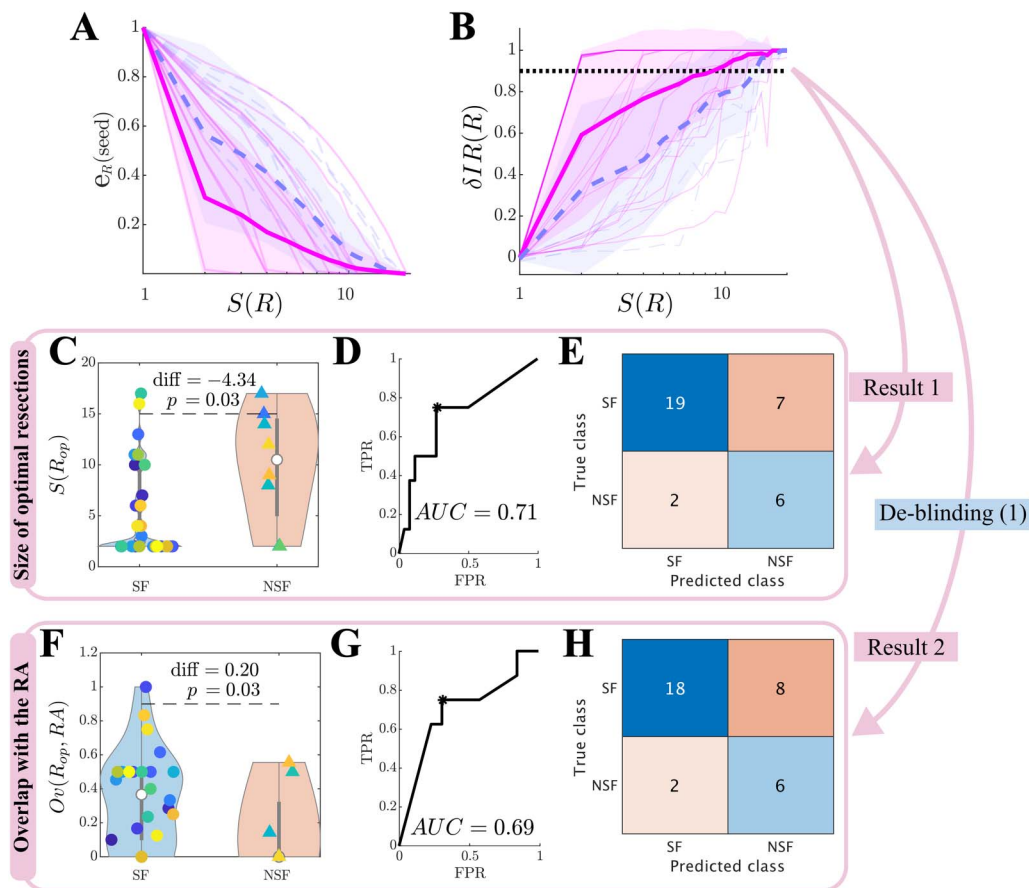 A
1
0.8
0.6
0.4
0.2
e_R(seed)
1
10
S(R)
B
1
0.8
0.6
0.4
0.2
0
δIR(R)
1
10
S(R)
Size of optimal resections
C
20
15
10
5
0
S(R_op)
diff = −4.34
p = 0.03
SF
NSF
D
1
0.8
0.6
0.4
0.2
0
TPR
AUC = 0.71
0
0.5
1
FPR
E
True class
SF
NSF
19
7
2
6
SF
NSF
Predicted class
Result 1
De-blinding (1)
Overlap with the RA
F
1.2
1
0.8
0.6
0.4
0.2
0
Ov(R_op, RA)
diff = 0.20
p = 0.03
SF
NSF
G
1
0.8
0.6
0.4
0.2
0
TPR
AUC = 0.69
0
0.5
1
FPR
H
True class
SF
NSF
18
8
2
6
SF
NSF
Predicted class
Result 2